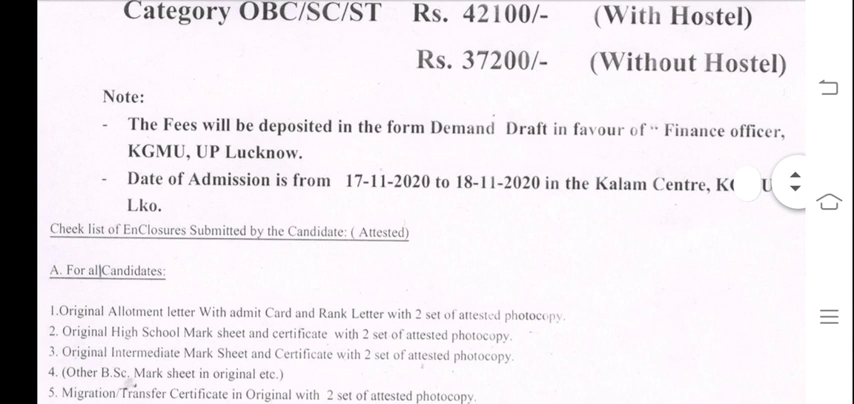 Category OBC/SC/ST Rs. 42100/- (With Hostel)
Rs. 37200/- (Without Hostel)
Note:
- The Fees will be deposited in the form Demand Draft in favour of “ Finance officer,
KGMU, UP Lucknow.
- Date of Admission is from 17-11-2020 to 18-11-2020 in the Kalam Centre,
Lko.
Check list of EnClosures Submitted by the Candidate: ( Attested)
A. For all Candidates:
1.Original Allotment letter With admit Card and Rank Letter with 2 set of attested photocopy.
2. Original High School Mark sheet and certificate with 2 set of attested photocopy.
3. Original Intermediate Mark Sheet and Certificate with 2 set of attested photocopy.
4. (Other B.Sc. Mark sheet in original etc.)
5. Migration/Transfer Certificate in Original with 2 set of attested photocopy.